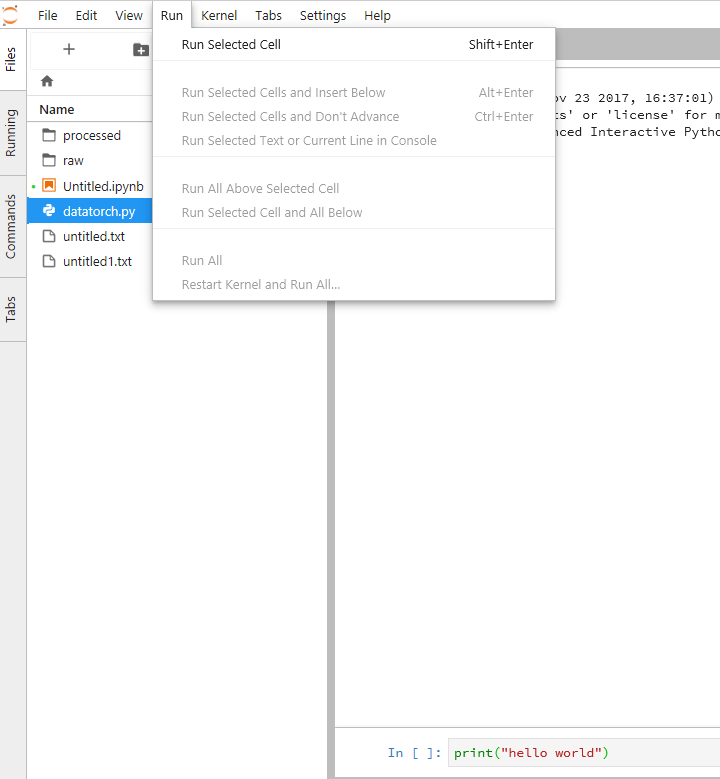 File Edit View Run Kernel Tabs Settings Help
Files
Running
Commands
Tabs
Name
processed
raw
Untitled.ipynb
datatorch.py
untitled.txt
untitled1.txt
Run Selected Cell Shift+Enter
Run Selected Cells and Insert Below Alt+Enter
Run Selected Cells and Don't Advance Ctrl+Enter
Run Selected Text or Current Line in Console
Run All Above Selected Cell
Run Selected Cell and All Below
Run All
Restart Kernel and Run All...
23 2017, 16:37:01)
or 'license' for
Interactive
In [ ]: print("hello world")